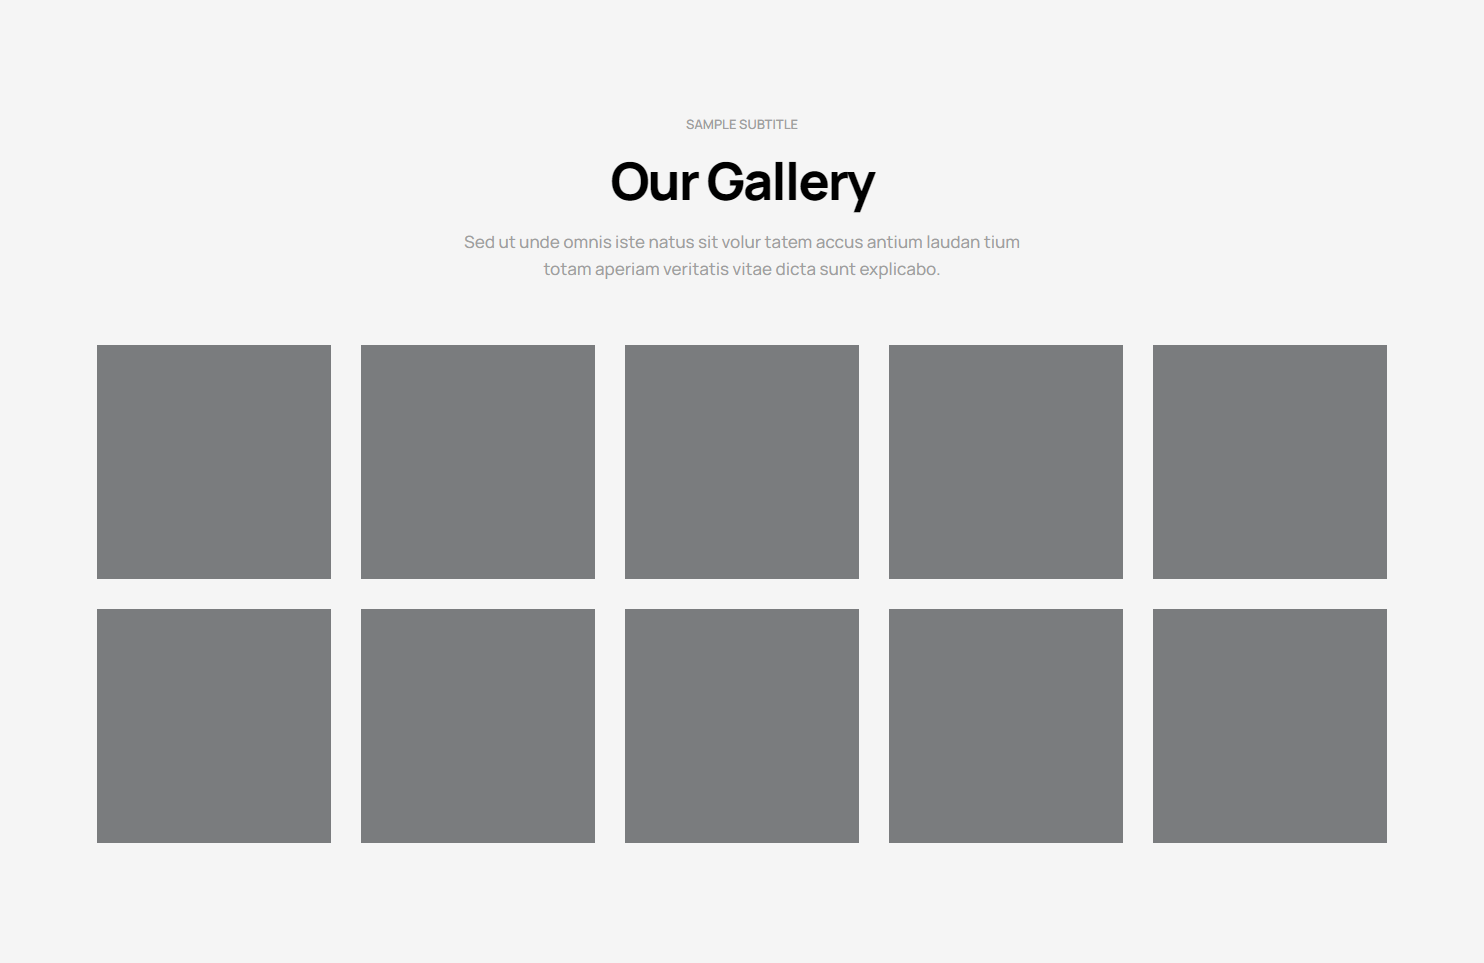 SAMPLE SUBTITLE
Our Gallery
Sed ut unde omnis iste natus sit volur tatem accus antium laudan tium
totam aperiam veritatis vitae dicta sunt explicabo.